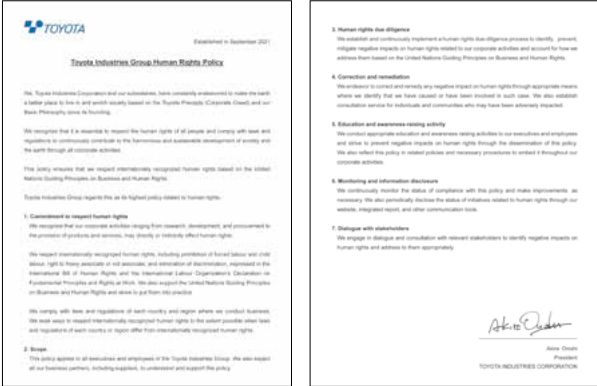 TOYOTA
Established in September 2021
Toyota Industries Group Human Rights Policy
We, Toyota Industries Corporation and our subsidiaries, have constantly endeavored to make the earth
a better place to live in and enrich society based on the Toyoda Precepts (Corporate Creed) and our
Basic Philosophy since its founding.
We recognize that it is essential to respect the human rights of all people and comply with laws and
regulations to continuously contribute to the harmonious and sustainable development of society and
the earth through all corporate activities.
This policy ensures that we respect internationally recognized human rights based on the United
Nations Guiding Principles on Business and Human Rights.
Toyota Industries Group regards this as its highest policy related to human rights.
1. Commitment to respect human rights
We recognize that our corporate activities ranging from research, development, and procurement to
the provision of products and services, may directly or indirectly affect human rights.
We respect internationally recognized human rights, including prohibition of forced labour and child
labour, right to freely associate or not associate, and elimination of discrimination, expressed in the
International Bill of Human Rights and the International Labour Organization's Declaration on
Fundamental Principles and Rights at Work. We also support the United Nations Guiding Principles
on Business and Human Rights and strive to put them into practice.
We comply with laws and regulations of each country and region where we conduct business.
We seek ways to respect internationally recognized human rights to the extent possible when laws
and regulations of each country or region differ from internationally recognized human rights.
2. Scope
This policy applies to all executives and employees of the Toyota Industries Group. We also expect
all our business partners, including suppliers, to understand and support this policy.
3. Human rights due diligence
We establish and continuously implement a human rights due diligence process to identify, prevent,
mitigate negative impacts on human rights related to our corporate activities and account for how we
address them based on the United Nations Guiding Principles on Business and Human Rights.
4. Correction and remediation
We endeavor to correct and remedy any negative impact on human rights through appropriate means
where we identify that we have caused or have been involved in such case. We also establish
consultation service for individuals and communities who may have been adversely impacted.
5. Education and awareness-raising activity
We conduct appropriate education and awareness raising activities to our executives and employees
and strive to prevent negative impacts on human rights through the dissemination of this policy.
We also reflect this policy in related policies and necessary procedures to embed it throughout our
corporate activities.
6. Monitoring and information disclosure
We continuously monitor the status of compliance with this policy and make improvements as
necessary. We also periodically disclose the status of initiatives related to human rights through our
website, integrated report, and other communication tools.
7. Dialogue with stakeholders
We engage in dialogue and consultation with relevant stakeholders to identify negative impacts on
human rights and address to them appropriately.
Akira Onishi
President
TOYOTA INDUSTRIES CORPORATION